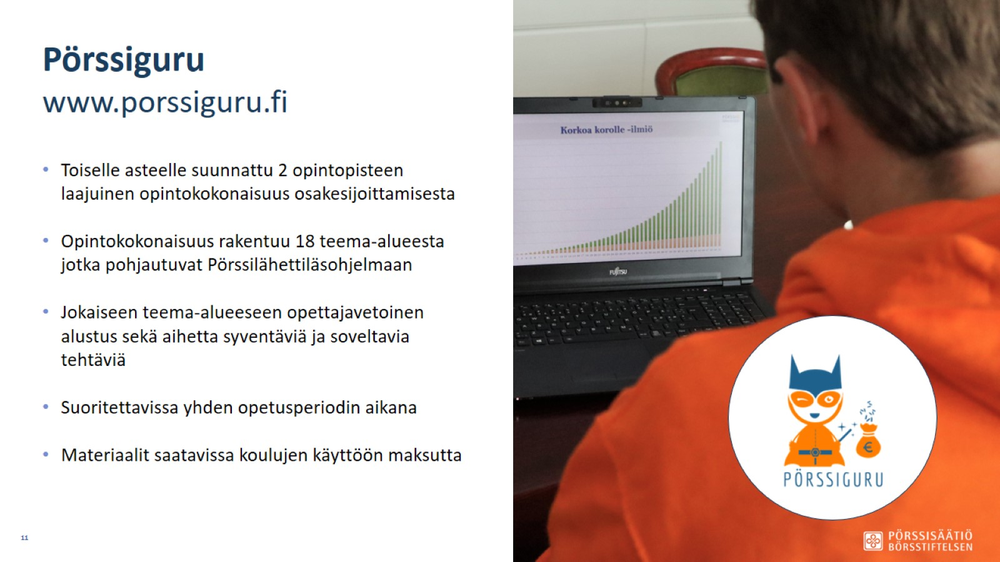 Pörssiguru
www.porssiguru.fi
• Toiselle asteelle suunnattu 2 opintopisteen
laajuinen opintokokonaisuus osakesijoittamisesta
• Opintokokonaisuus rakentuu 18 teema-alueesta
jotka pohjautuvat Pörssilähettiläsohjelmaan
• Jokaiseen teema-alueeseen opettajavetoinen
alustus sekä aihetta syventäviä ja soveltavia
tehtäviä
• Suoritettavissa yhden opetusperiodin aikana
• Materiaalit saatavissa koulujen käyttöön maksutta
11
Korkoa korolle -ilmiö
FUJITSU
€
PÖRSSIGURU
PÖRSSISÄÄTIÖ
BÖRSSTIFTELSEN